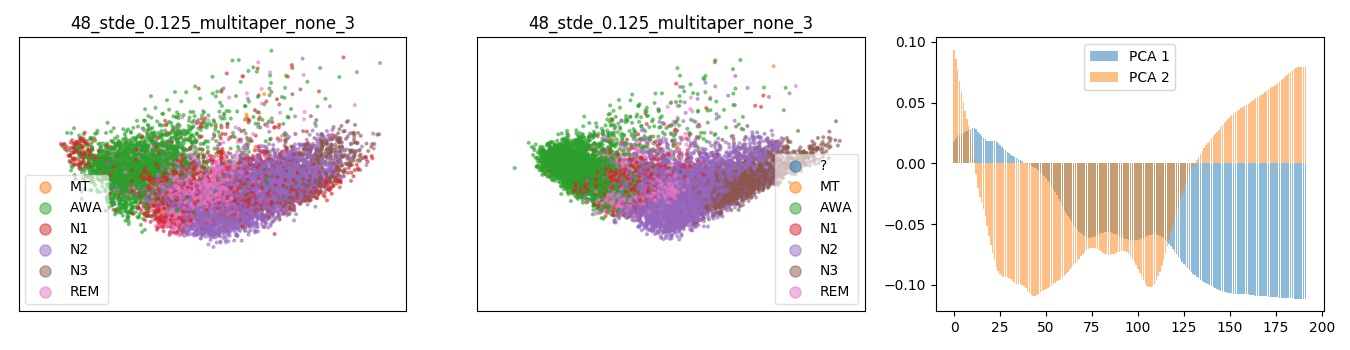 48_stde_0.125_multitaper_none_3
MT
AWA
N1
N2
N3
REM
48_stde_0.125_multitaper_none_3
?
MT
AWA
N1
N2
N3
REM
PCA 1
PCA 2
0.10
0.05
0.00
−0.05
−0.10
0 25 50 75 100 125 150 175 200